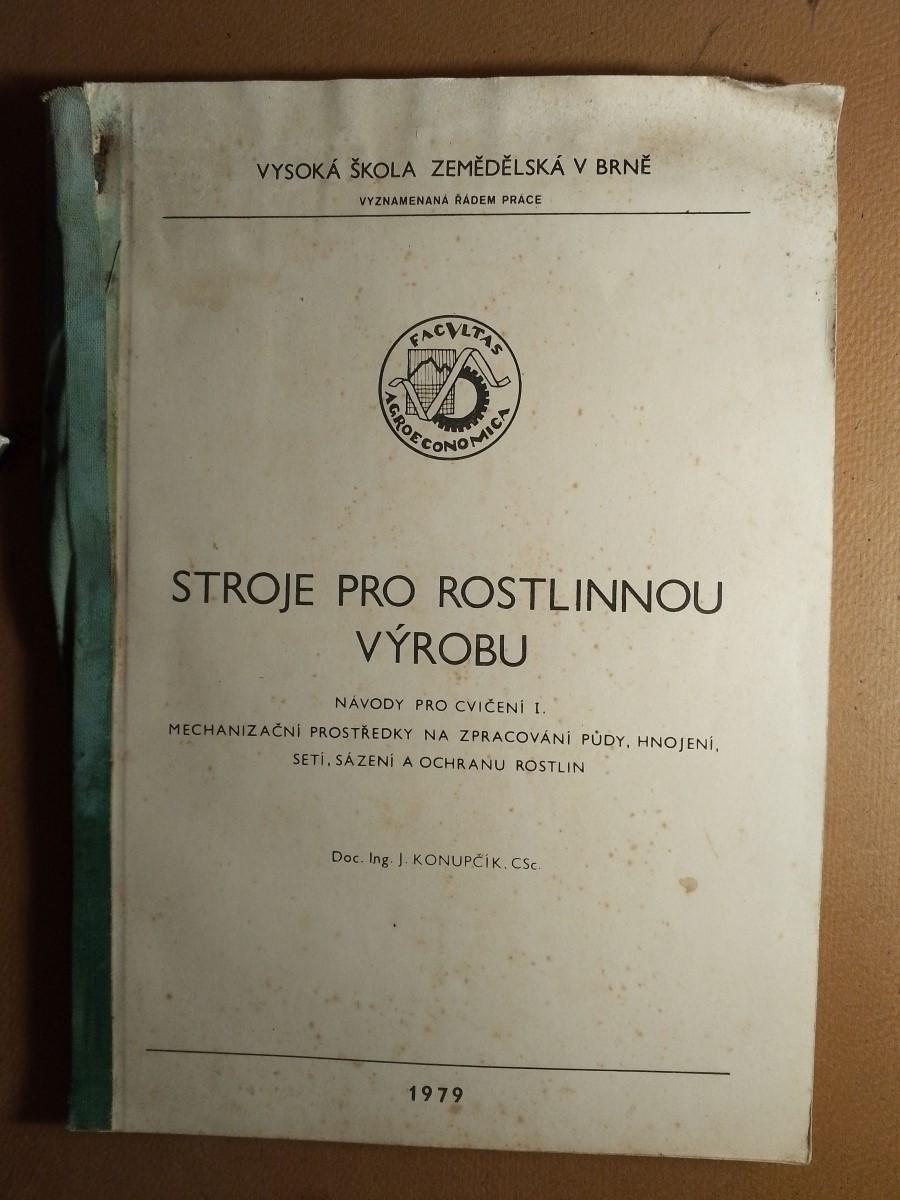 VYSOKÁ ŠKOLA ZEMĚDĚLSKÁ V BRNĚ
VYZNAMENANÁ ŘÁDEM PRÁCE
FACVLTAS
AGROECONOMICA
STROJE PRO ROSTLINNOU
VÝROBU
NÁVODY PRO CVIČENÍ I.
MECHANIZAČNÍ PROSTŘEDKY NA ZPRACOVÁNÍ PŮDY, HNOJENÍ,
SETÍ, SÁZENÍ A OCHRANU ROSTLIN
Doc. Ing. J. KONUPČÍK, CSc.
1979